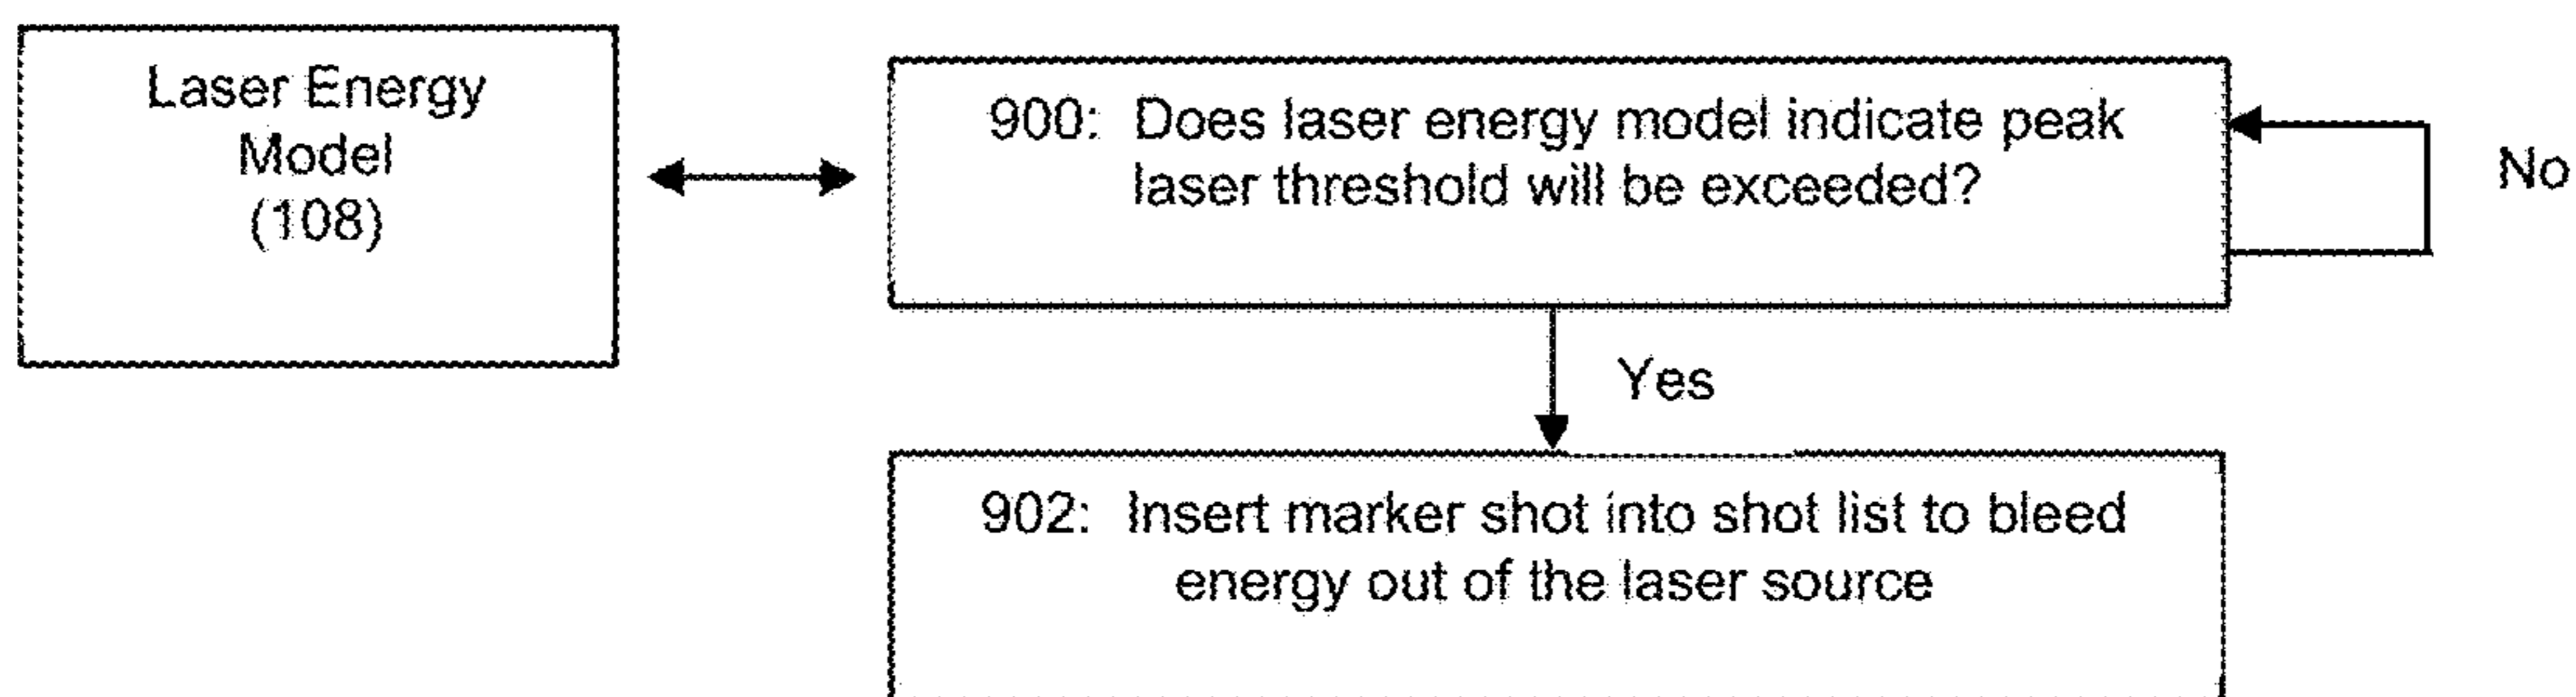 Laser Energy
Model
(108)
900: Does laser energy model indicate peak
laser threshold will be exceeded?
No
Yes
902: Insert marker shot into shot list to bleed
energy out of the laser source